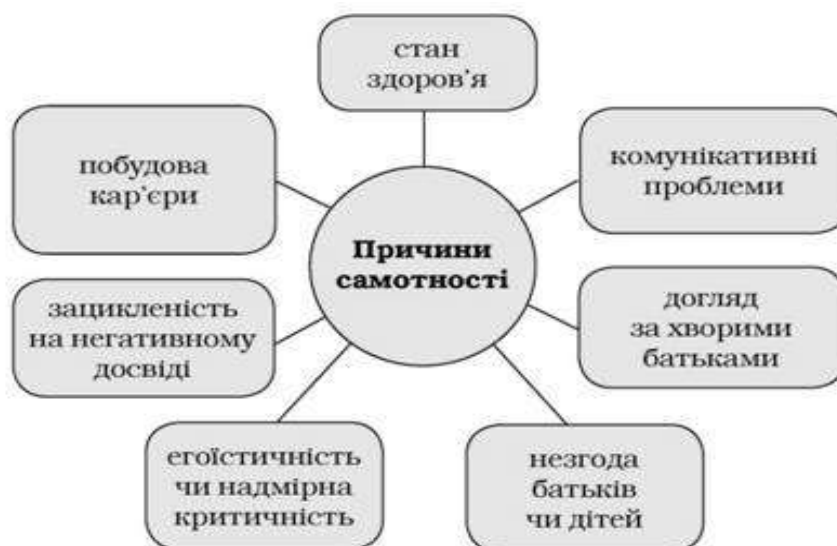 стан
здоров’я
побудова
кар’єри
комунікативні
проблеми
Причини
самотності
зацикленість
на негативному
досвіді
догляд
за хворими
батьками
егоїстичність
чи надмірна
критичність
незгода
батьків
чи дітей